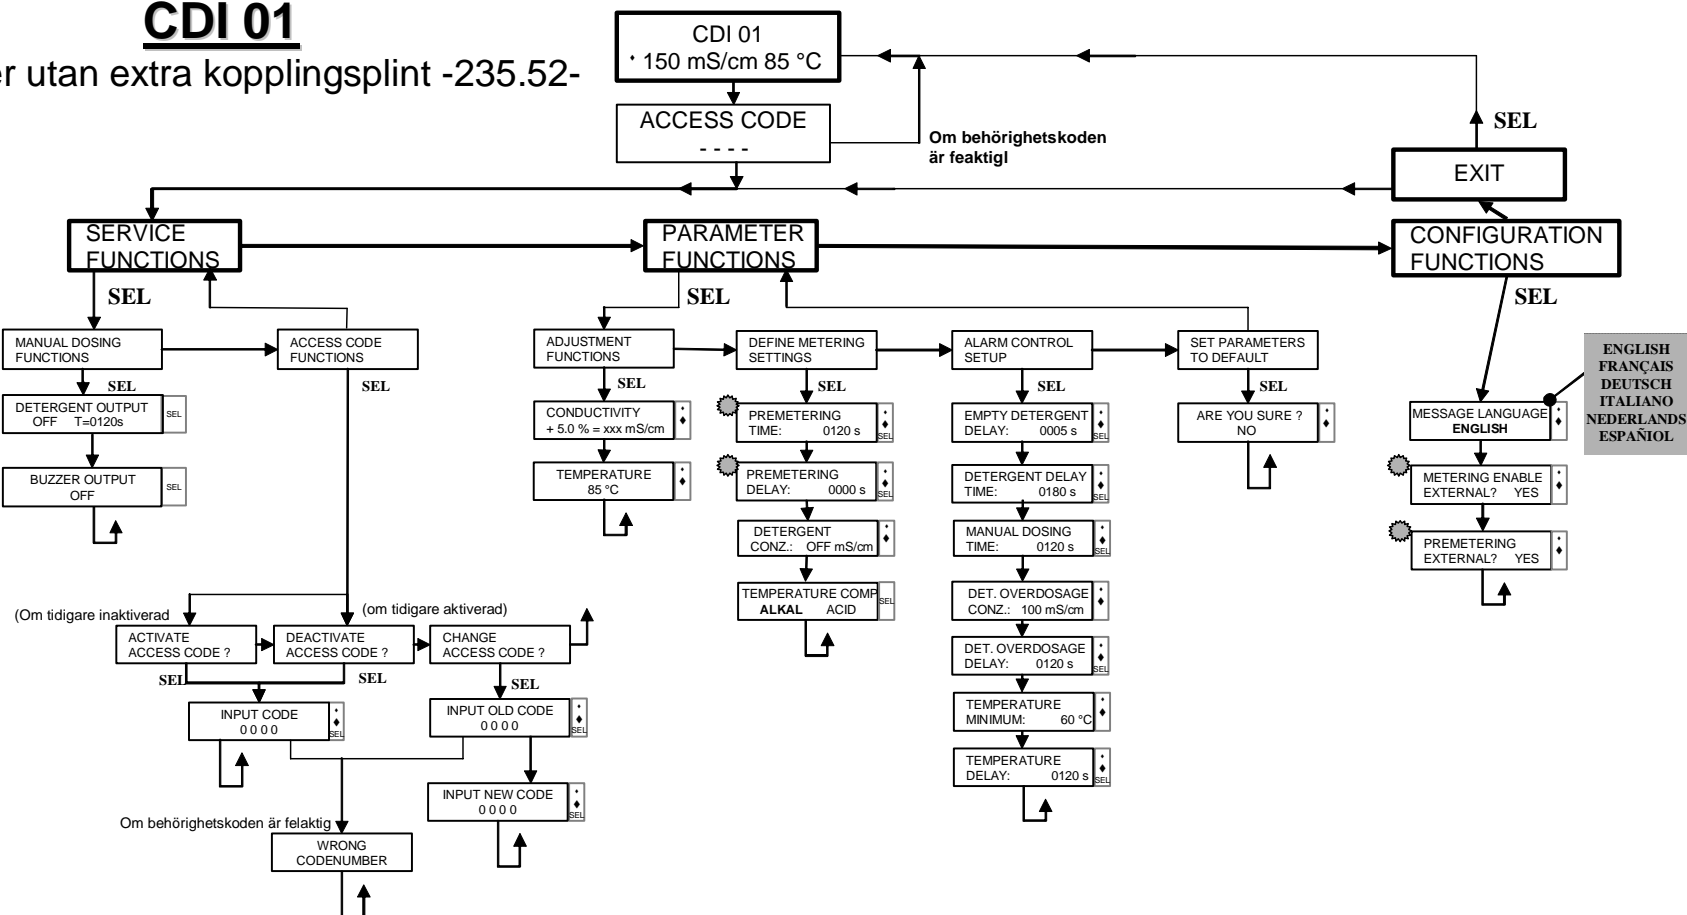 CDI 01
utan extra kopplingsplint -235.52-
CDI 01
150 mS/cm 85 °C
ACCESS CODE
- - - -
Om behörighetskoden
är feaktigl
SEL
EXIT
SERVICE
FUNCTIONS
PARAMETER
FUNCTIONS
CONFIGURATION
FUNCTIONS
SEL
SEL
SEL
MANUAL DOSING
FUNCTIONS
ACCESS CODE
FUNCTIONS
SEL
SEL
DETERGENT OUTPUT
OFF T=0120s
SEL
BUZZER OUTPUT
OFF
SEL
(Om tidigare inaktiverad
(om tidigare aktiverad)
ACTIVATE
ACCESS CODE ?
DEACTIVATE
ACCESS CODE ?
CHANGE
ACCESS CODE ?
SEL
SEL
SEL
INPUT CODE
0 0 0 0
SEL
INPUT OLD CODE
0 0 0 0
SEL
INPUT NEW CODE
0 0 0 0
SEL
Om behörighetskoden är felaktig
WRONG
CODENUMBER
ADJUSTMENT
FUNCTIONS
SEL
CONDUCTIVITY
+ 5.0 % = xxx mS/cm
TEMPERATURE
85 °C
DEFINE METERING
SETTINGS
SEL
PREMETERING
TIME: 0120 s
SEL
PREMETERING
DELAY: 0000 s
SEL
DETERGENT
CONZ.: OFF mS/cm
TEMPERATURE COMP
ALKAL ACID
SEL
ALARM CONTROL
SETUP
SEL
EMPTY DETERGENT
DELAY: 0005 s
SEL
DETERGENT DELAY
TIME: 0180 s
SEL
MANUAL DOSING
TIME: 0120 s
SEL
DET. OVERDOSAGE
CONZ.: 100 mS/cm
DET. OVERDOSAGE
DELAY: 0120 s
SEL
TEMPERATURE
MINIMUM: 60 °C
TEMPERATURE
DELAY: 0120 s
SEL
SET PARAMETERS
TO DEFAULT
SEL
ARE YOU SURE ?
NO
MESSAGE LANGUAGE
ENGLISH
METERING ENABLE
EXTERNAL? YES
PREMETERING
EXTERNAL? YES
ENGLISH
FRANÇAIS
DEUTSCH
ITALIANO
NEDERLANDS
ESPAÑIOL